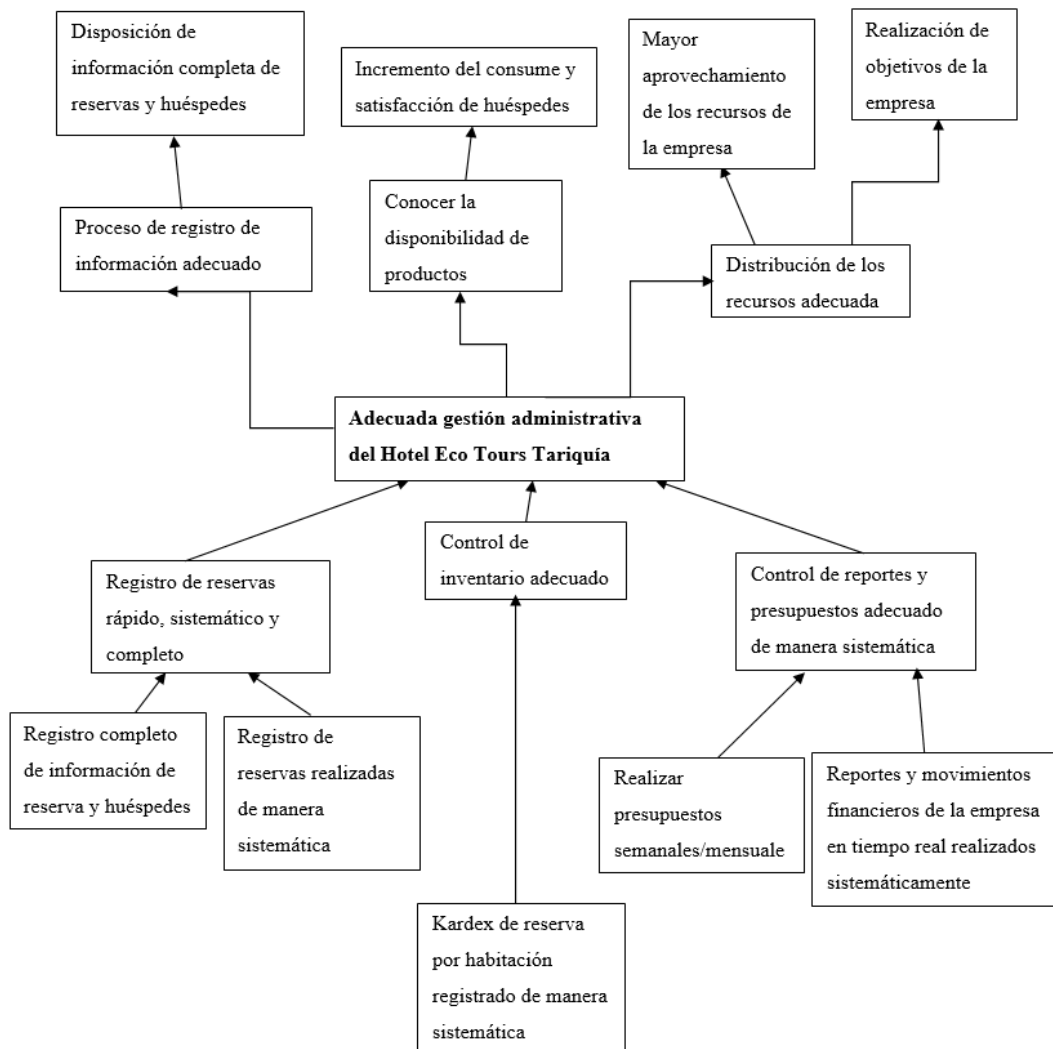 Disposición de
información completa de
reservas y huéspedes
Incremento del consume y
satisfacción de huéspedes
Mayor
aprovechamiento
de los recursos de
la empresa
Realización de
objetivos de la
empresa
Proceso de registro de
información adecuado
Conocer la
disponibilidad de
productos
Distribución de los
recursos adecuada
Adecuada gestión administrativa
del Hotel Eco Tours Tariquía
Registro de reservas
rápido, sistemático y
completo
Control de
inventario adecuado
Control de reportes y
presupuestos adecuado
de manera sistemática
Registro completo
de información de
reserva y huéspedes
Registro de
reservas realizadas
de manera
sistemática
Realizar
presupuestos
semanales/mensuale
Reportes y movimientos
financieros de la empresa
en tiempo real realizados
sistemáticamente
Kardex de reserva
por habitación
registrado de manera
sistemática